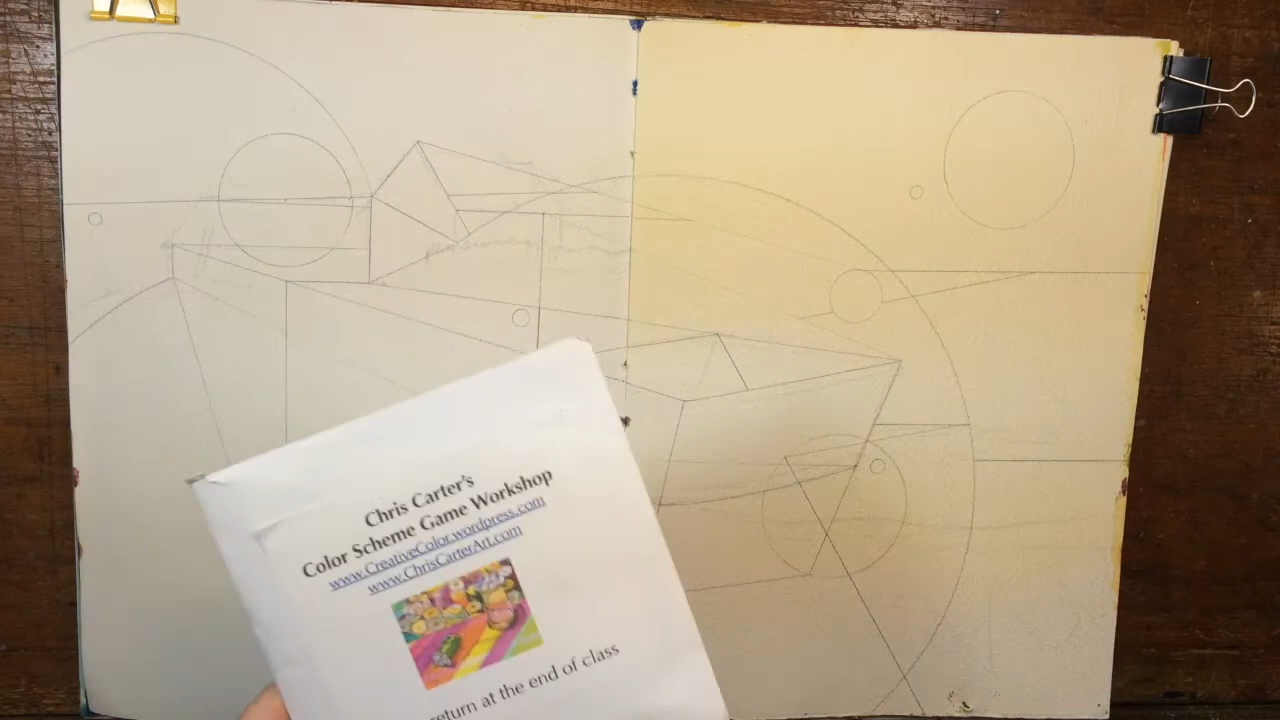 Chris Carter's
Color Scheme Game Workshop
www.CreativeColor.wordpress.com
www.ChrisCarterArt.com
return at the end of class